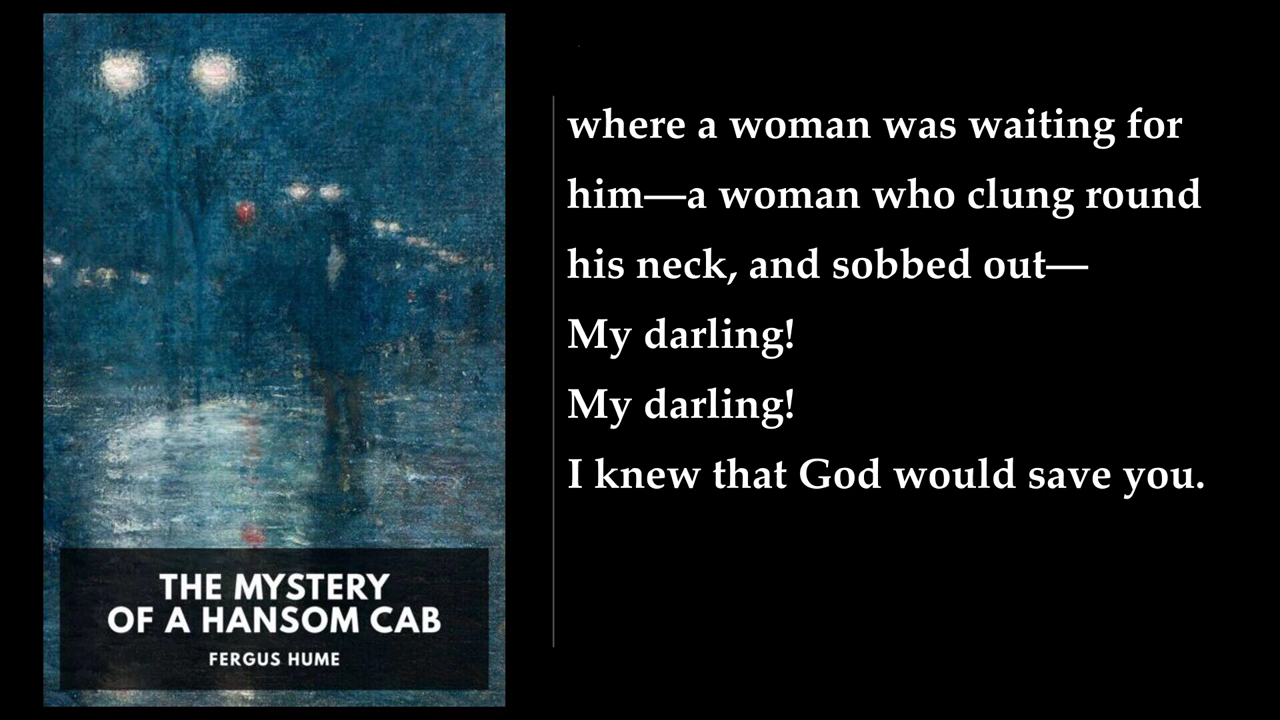 where a woman was waiting for
him—a woman who clung round
his neck, and sobbed out—
My darling!
My darling!
I knew that God would save you.
THE MYSTERY
OF A HANSOM CAB
FERGUS HUME